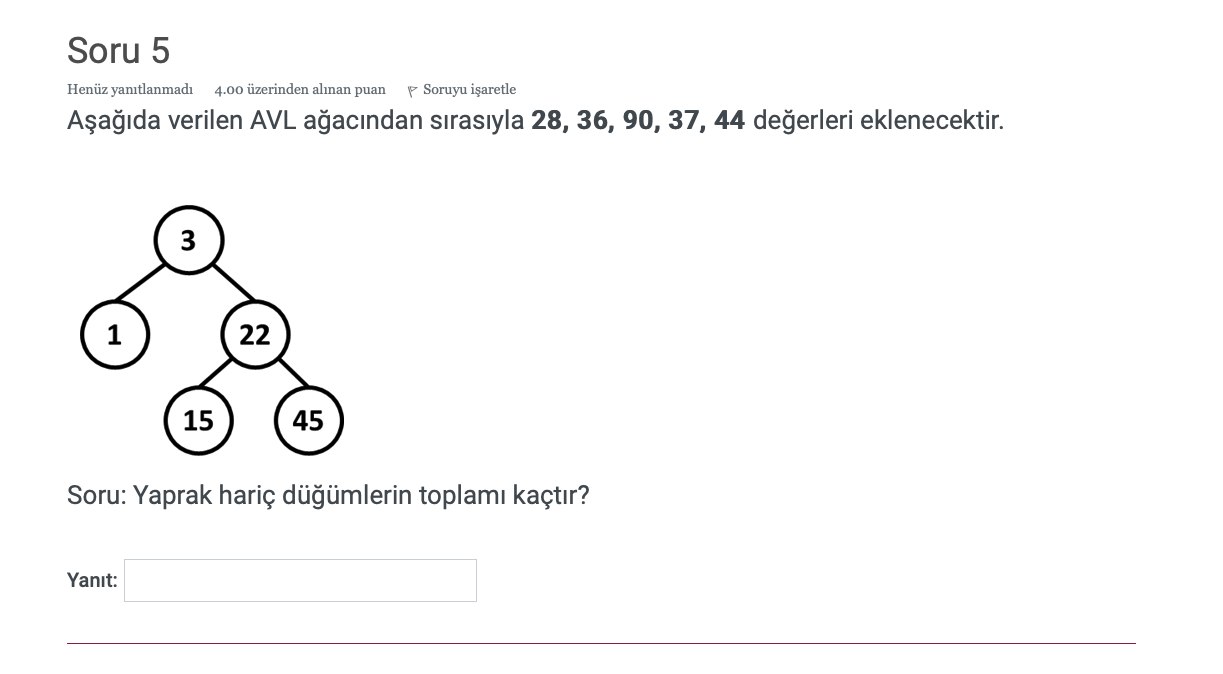 Soru 5
Henüz yanıtlanmadı 4.00 üzerinden alınan puan Soruyu işaretle
Aşağıda verilen AVL ağacından sırasıyla 28, 36, 90, 37, 44 değerleri eklenecektir.
3
1 22
15 45
Soru: Yaprak hariç düğümlerin toplamı kaçtır?
Yanıt: